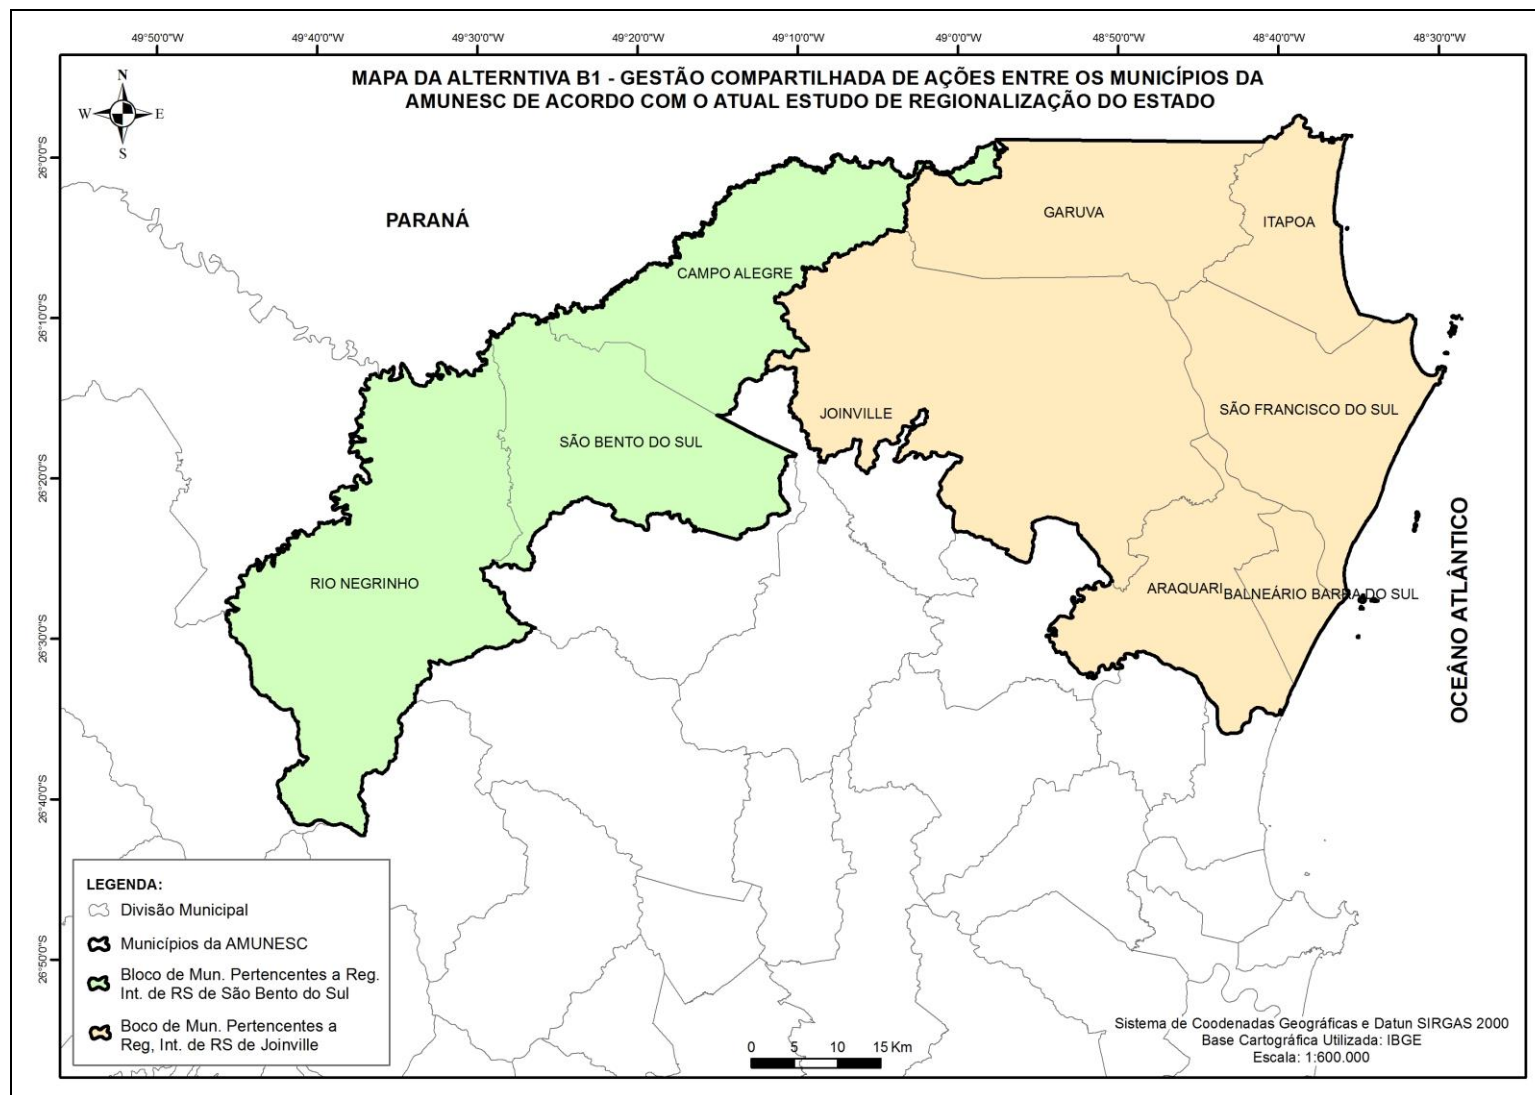 49°50'0"W
49°40'0"W
49°30'0"W
49°20'0"W
49°10'0"W
49°0'0"W
48°50'0"W
48°40'0"W
48°30'0"W
MAPA DA ALTERNTIVA B1 - GESTÃO COMPARTILHADA DE AÇÕES ENTRE OS MUNICÍPIOS DA
AMUNESC DE ACORDO COM O ATUAL ESTUDO DE REGIONALIZAÇÃO DO ESTADO
N
W
E
S
26°0'0"S
26°10'0"S
26°20'0"S
26°30'0"S
26°40'0"S
26°50'0"S
PARANÁ
GARUVA
ITAPOA
CAMPO ALEGRE
JOINVILLE
SÃO FRANCISCO DO SUL
SÃO BENTO DO SUL
RIO NEGRINHO
ARAQUARI
BALNEÁRIO BARRA DO SUL
OCEÂNO ATLÂNTICO
LEGENDA:
Divisão Municipal
Municípios da AMUNESC
Bloco de Mun. Pertencentes a Reg.
Int. de RS de São Bento do Sul
Boco de Mun. Pertencentes a
Reg, Int. de RS de Joinville
0 5 10 15 Km
Sistema de Coodenadas Geográficas e Datun SIRGAS 2000
Base Cartográfica Utilizada: IBGE
Escala: 1:600.000